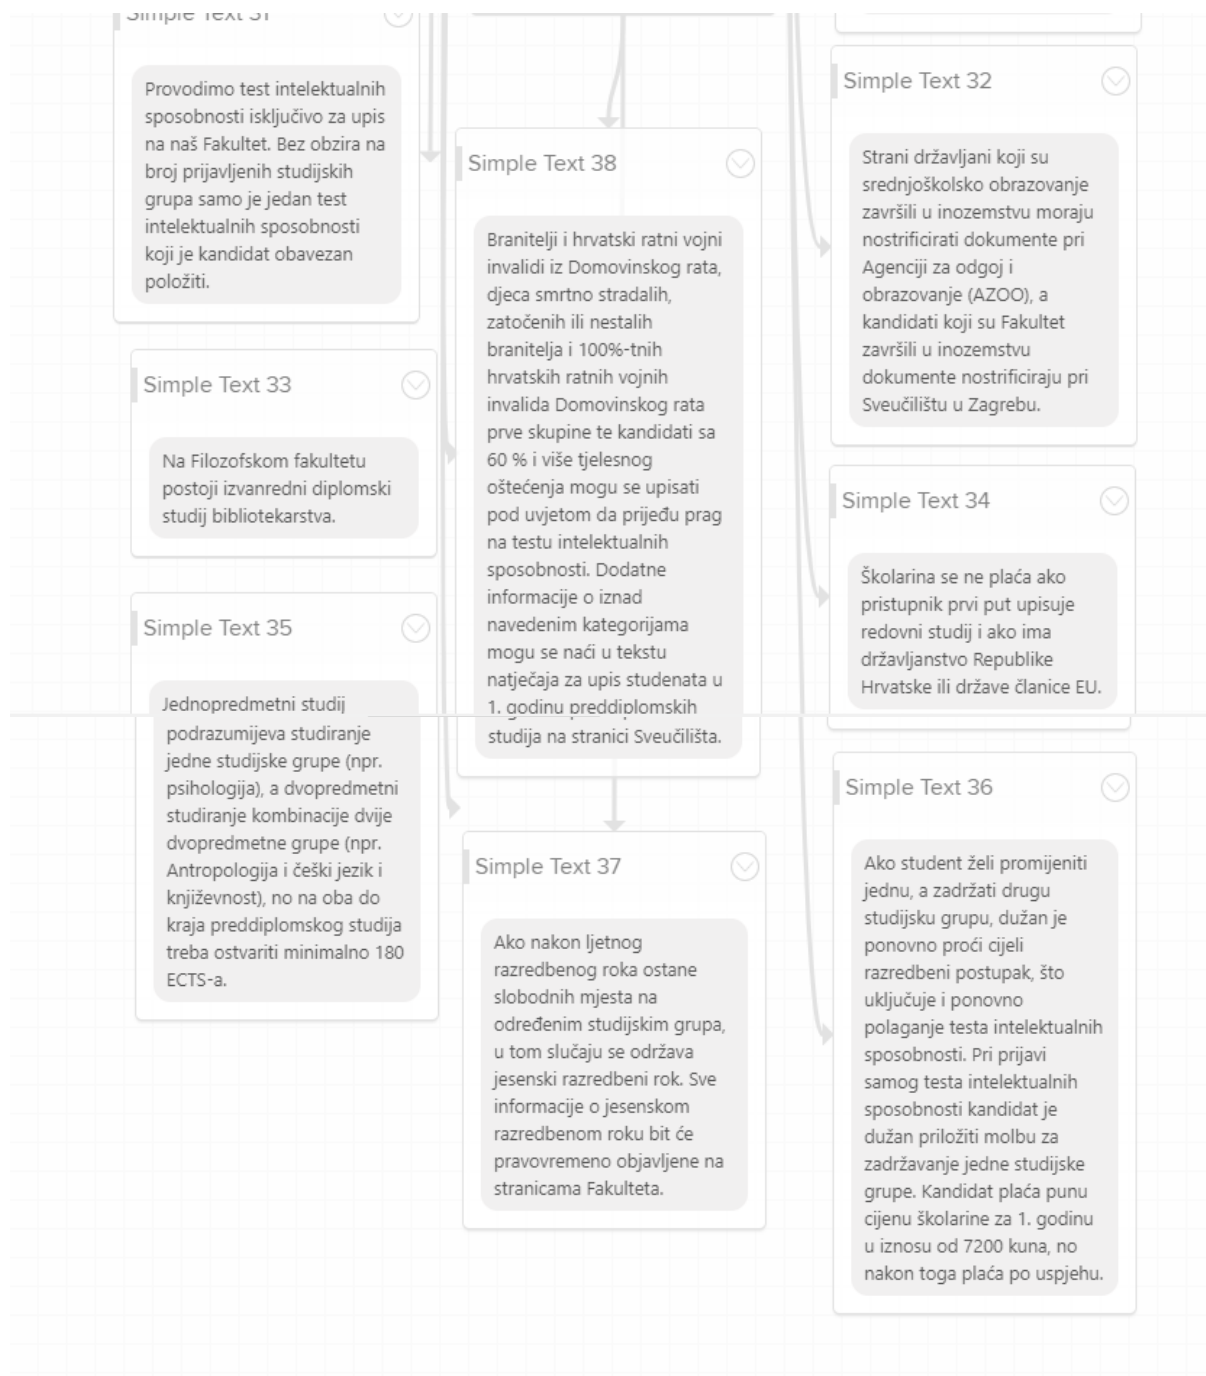 Simple Text 31
Provodimo test intelektualnih
sposobnosti isključivo za upis
na naš Fakultet. Bez obzira na
broj prijavljenih studijskih
grupa samo je jedan test
intelektualnih sposobnosti
koji je kandidat obavezan
položiti.
Simple Text 33
Na Filozofskom fakultetu
postoji izvanredni diplomski
studij bibliotekarstva.
Simple Text 35
Jednopredmetni studij
podrazumijeva studiranje
jedne studijske grupe (npr.
psihologija), a dvopredmetni
studiranje kombinacije dvije
dvopredmetne grupe (npr.
Antropologija i češki jezik i
književnost), no na oba do
kraja preddiplomskog studija
treba ostvariti minimalno 180
ECTS-a.
Simple Text 38
Branitelji i hrvatski ratni vojni
invalidi iz Domovinskog rata,
djeca smrtno stradalih,
zatočenih ili nestalih
branitelja i 100%-tnih
hrvatskih ratnih vojnih
invalida Domovinskog rata
prve skupine te kandidati sa
60 % i više tjelesnog
oštećenja mogu se upisati
pod uvjetom da prijeđu prag
na testu intelektualnih
sposobnosti. Dodatne
informacije o iznad
navedenim kategorijama
mogu se naći u tekstu
natječaja za upis studenata u
1. godinu preddiplomskih
studija na stranici Sveučilišta.
Simple Text 37
Ako nakon ljetnog
razredbenog roka ostane
slobodnih mjesta na
određenim studijskim grupa,
u tom slučaju se održava
jesenski razredbeni rok. Sve
informacije o jesenskom
razredbenom roku bit će
pravovremeno objavljene na
stranicama Fakulteta.
Simple Text 32
Strani državljani koji su
srednjoškolsko obrazovanje
završili u inozemstvu moraju
nostrificirati dokumente pri
Agenciji za odgoj i
obrazovanje (AZOO), a
kandidati koji su Fakultet
završili u inozemstvu
dokumente nostrificiraju pri
Sveučilištu u Zagrebu.
Simple Text 34
Školarina se ne plaća ako
pristupnik prvi put upisuje
redovni studij i ako ima
državljanstvo Republike
Hrvatske ili države članice EU.
Simple Text 36
Ako student želi promijeniti
jednu, a zadržati drugu
studijsku grupu, dužan je
ponovno proći cijeli
razredbeni postupak, što
uključuje i ponovno
polaganje testa intelektualnih
sposobnosti. Pri prijavi
samog testa intelektualnih
sposobnosti kandidat je
dužan priložiti molbu za
zadržavanje jedne studijske
grupe. Kandidat plaća punu
cijenu školarine za 1. godinu
u iznosu od 7200 kuna, no
nakon toga plaća po uspjehu.